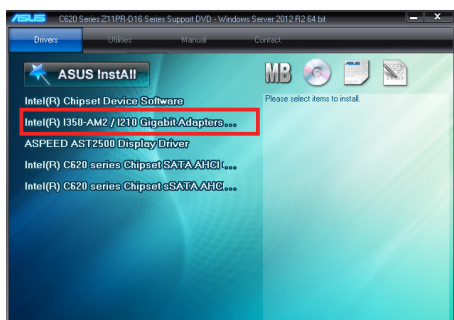 ASUS C620 Series Z11PR-D16 Series Support DVD - Windows Server 2012 R2 64 bit
Drivers Utilities Manual Contact
ASUS InstAll
MB
Intel(R) Chipset Device Software
Please select items to install.
Intel(R) I350-AM2 / I210 Gigabit Adapters...
ASPEED AST2500 Display Driver
Intel(R) C620 series Chipset SATA AHCI ...
Intel(R) C620 series Chipset sSATA AHC...